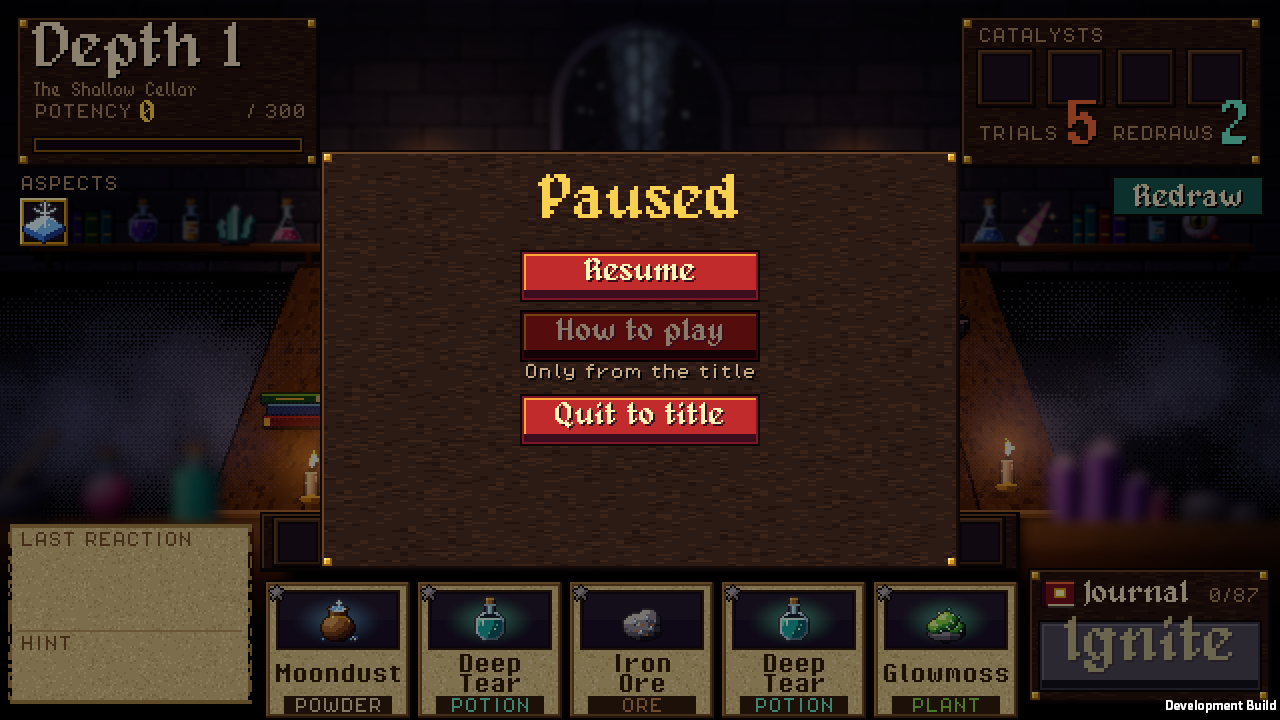 Depth 1
The Shallow Cellar
POTENCY 0 / 300
ASPECTS
CATALYSTS
TRIALS 5 REDRAWS 2
Redraw
Paused
Resume
How to play
Only from the title
Quit to title
LAST REACTION
HINT
Moondust
POWDER
Deep
Tear
POTION
Iron
Ore
ORE
Deep
Tear
POTION
Glowmoss
PLANT
Journal 0/87
Ignite
Development Build